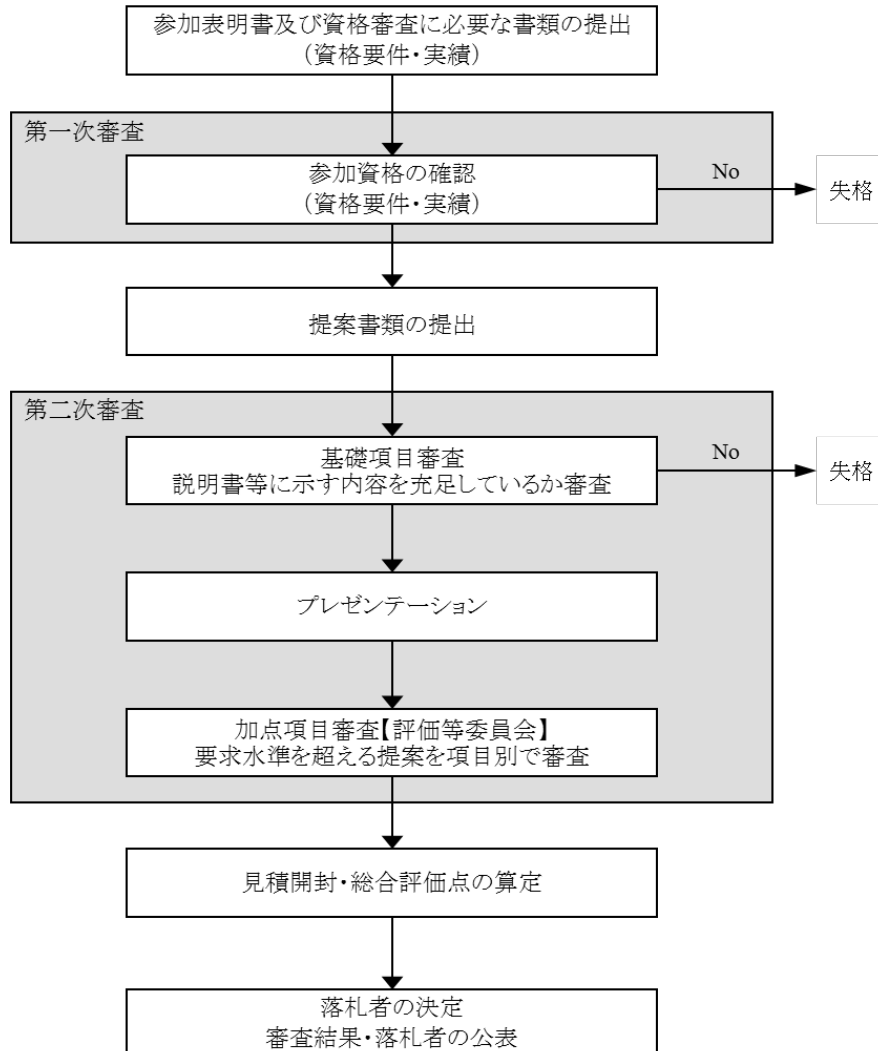 参加表明書及び資格審査に必要な書類の提出
(資格要件・実績)
第一次審査
参加資格の確認
(資格要件・実績)
No
失格
提案書類の提出
第二次審査
基礎項目審査
説明書等に示す内容を充足しているか審査
No
失格
プレゼンテーション
加点項目審査【評価等委員会】
要求水準を超える提案を項目別で審査
見積開封・総合評価点の算定
落札者の決定
審査結果・落札者の公表